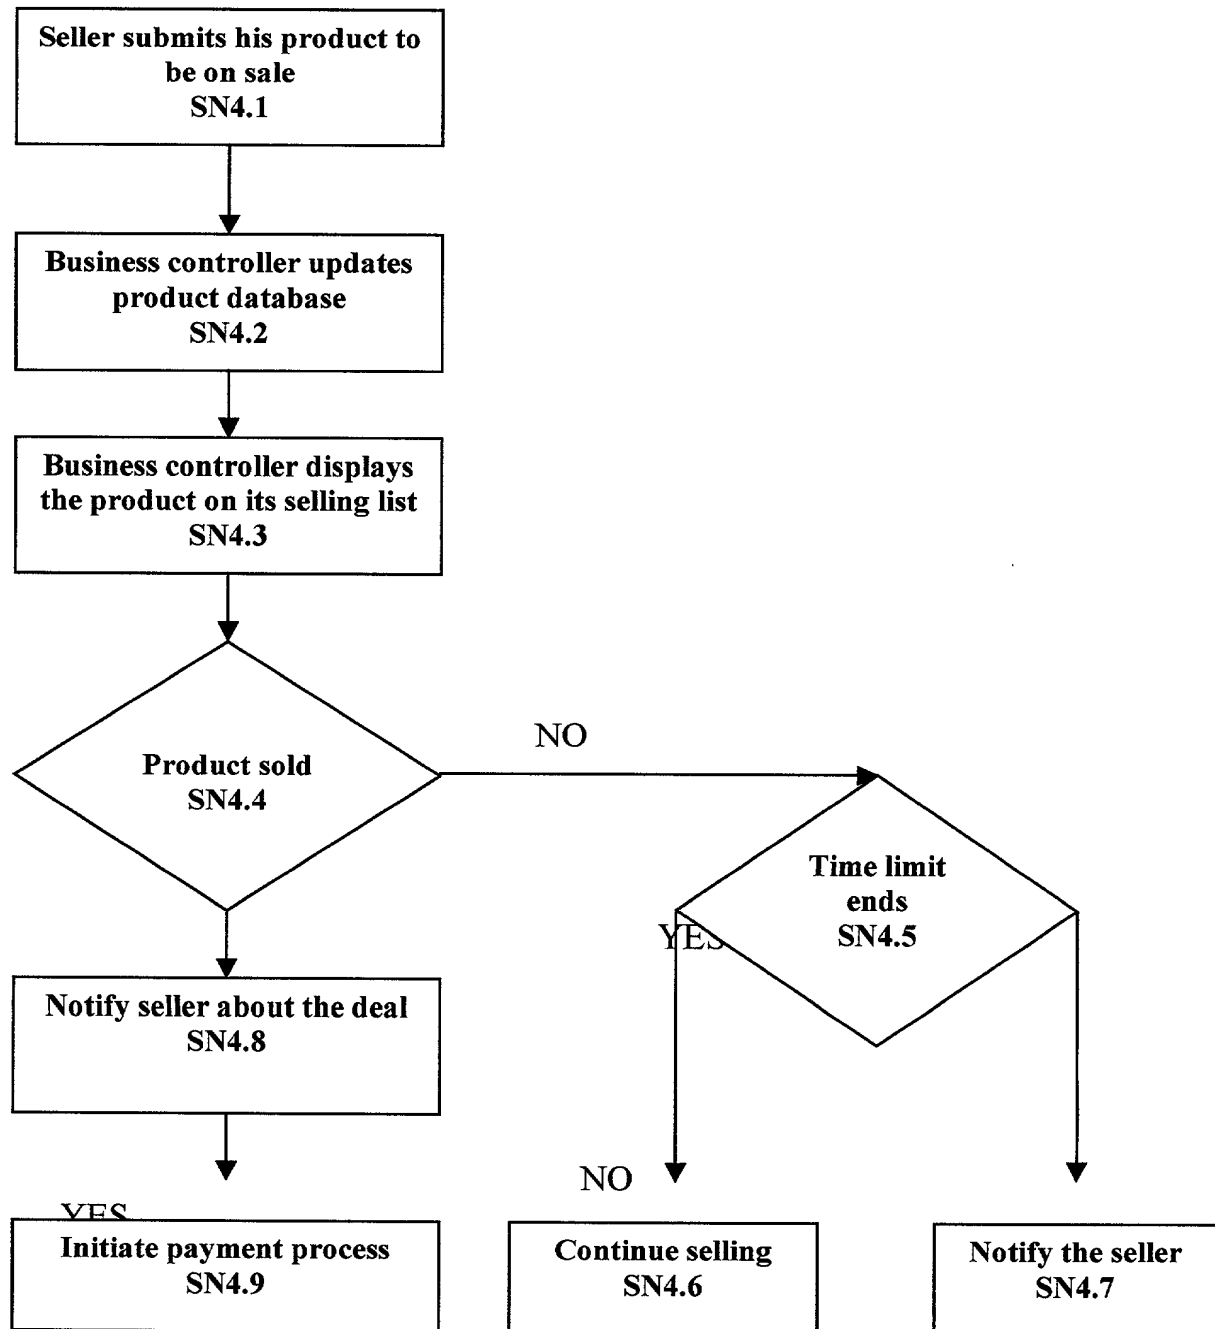 Seller submits his product to
be on sale
SN4.1
Business controller updates
product database
SN4.2
Business controller displays
the product on its selling list
SN4.3
Product sold
SN4.4
NO
Time limit
ends
SN4.5
YES
Notify seller about the deal
SN4.8
NO
YES
Initiate payment process
SN4.9
Continue selling
SN4.6
Notify the seller
SN4.7